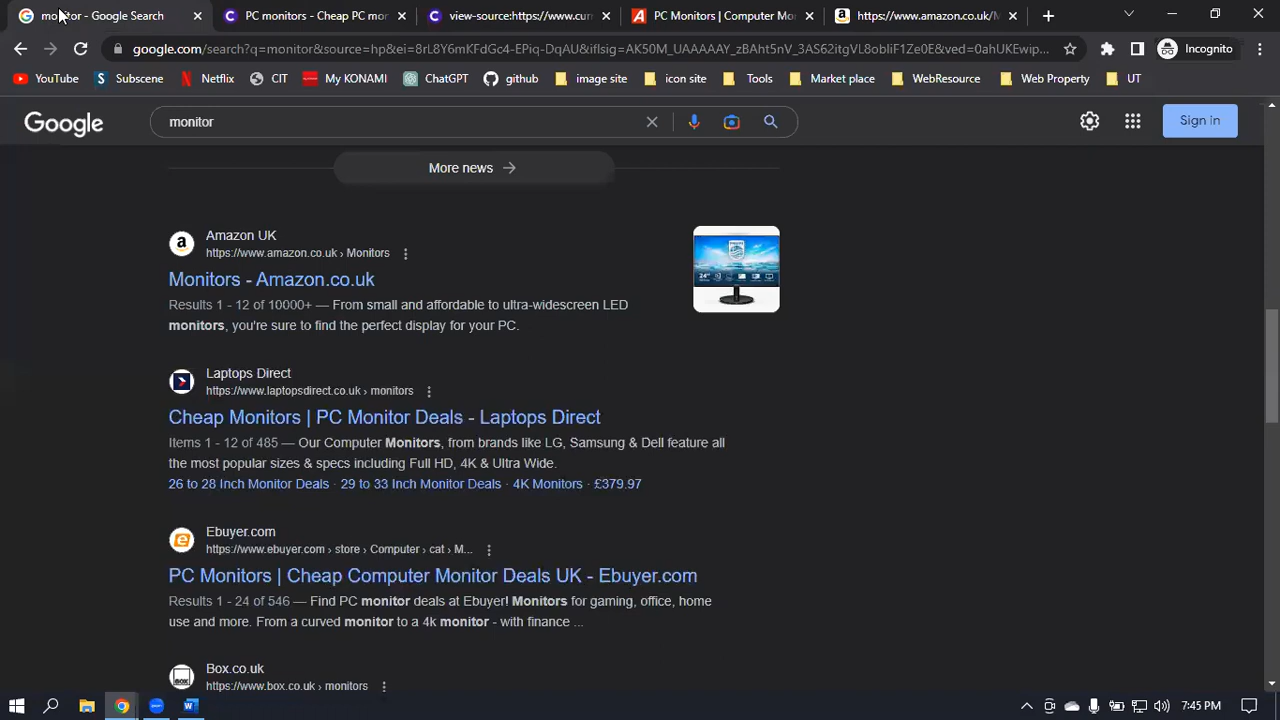 monitor - Google Search
PC monitors - Cheap PC mor
view-source:https://www.curr
PC Monitors | Computer Mo
https://www.amazon.co.uk/M
google.com/search?q=monitor&source=hp&ei=8rL8Y6mKFdGc4-EPiq-DqAU&iflsig=AK50M_UAAAAAY_zBAht5nV_3AS62itgVL8obliF1Ze0E&ved=0ahUKEwip...
Incognito
YouTube
Subscene
Netflix
CIT
My KONAMI
ChatGPT
github
image site
icon site
Tools
Market place
WebResource
Web Property
UT
Google
monitor
Sign in
More news
Amazon UK
https://www.amazon.co.uk › Monitors
Monitors - Amazon.co.uk
Results 1 - 12 of 10000+ — From small and affordable to ultra-widescreen LED
monitors, you're sure to find the perfect display for your PC.
Laptops Direct
https://www.laptopsdirect.co.uk › monitors
Cheap Monitors | PC Monitor Deals - Laptops Direct
Items 1 - 12 of 485 — Our Computer Monitors, from brands like LG, Samsung & Dell feature all
the most popular sizes & specs including Full HD, 4K & Ultra Wide.
26 to 28 Inch Monitor Deals · 29 to 33 Inch Monitor Deals · 4K Monitors · £379.97
Ebuyer.com
https://www.ebuyer.com › store › Computer › cat › M...
PC Monitors | Cheap Computer Monitor Deals UK - Ebuyer.com
Results 1 - 24 of 546 — Find PC monitor deals at Ebuyer! Monitors for gaming, office, home
use and more. From a curved monitor to a 4k monitor - with finance ...
Box.co.uk
https://www.box.co.uk › monitors
7:45 PM